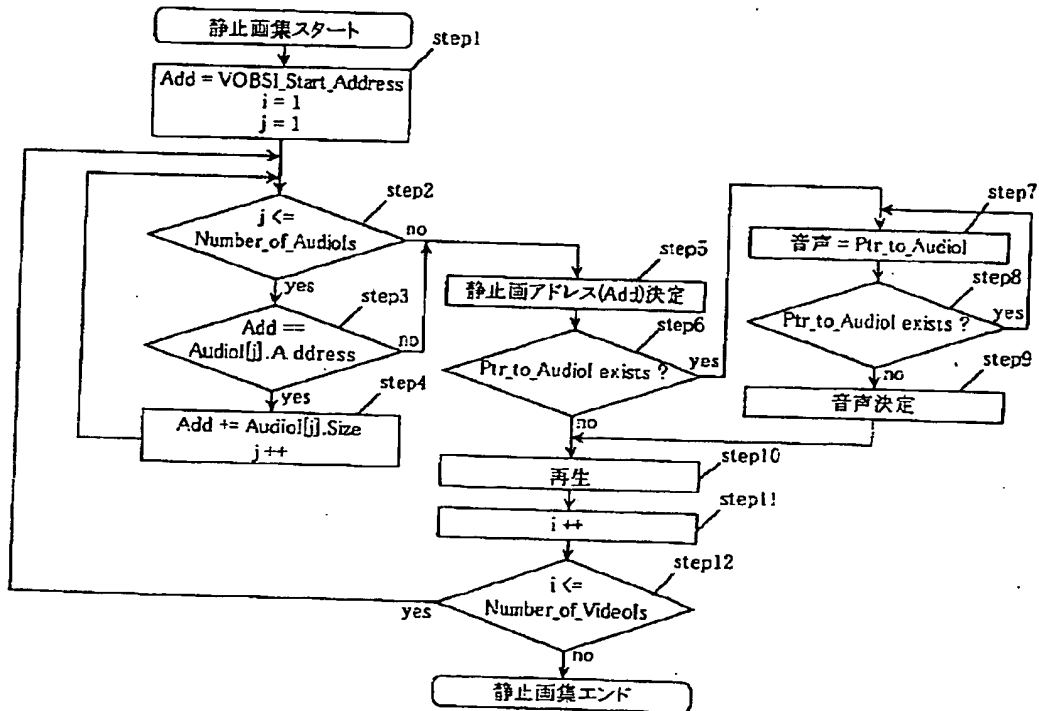 静止画集スタート
step1
Add = VOBSI_Start_Address
i = 1
j = 1
step2
j <=
Number_of_AudioIs
no
yes
step3
Add ==
AudioI[j].A ddress
no
yes
step4
Add += AudioI[j].Size
j ++
step5
静止画アドレス(Add)決定
step6
Ptr_to_AudioI exists ?
yes
no
step7
音声 = Ptr_to_AudioI
step8
Ptr_to_AudioI exists ?
yes
no
step9
音声決定
step10
再生
step11
i ++
step12
i <=
Number_of_VideoIs
yes
no
静止画集エンド